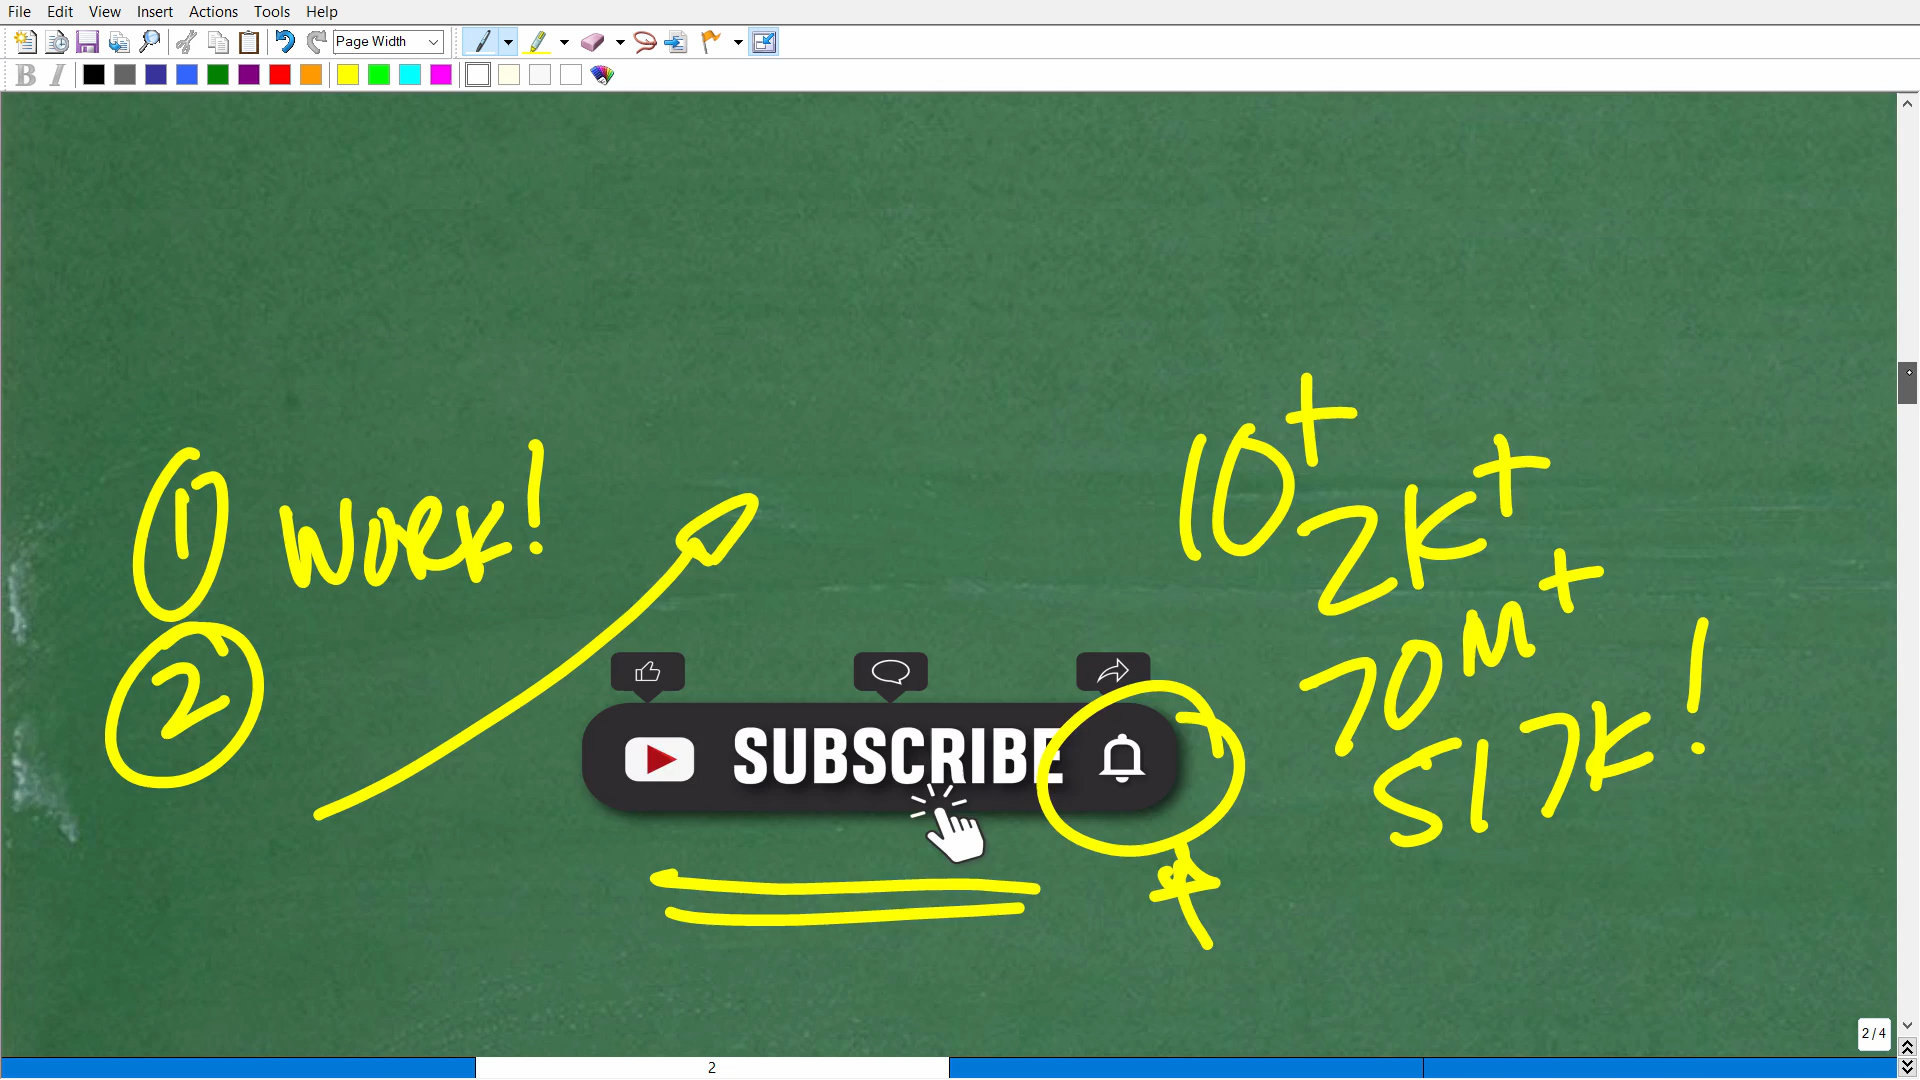 File Edit View Insert Actions Tools Help
Page Width
B I
10+
① WORK! 2K+
70M+
② 517K!
SUBSCRIBE
2 / 4
2